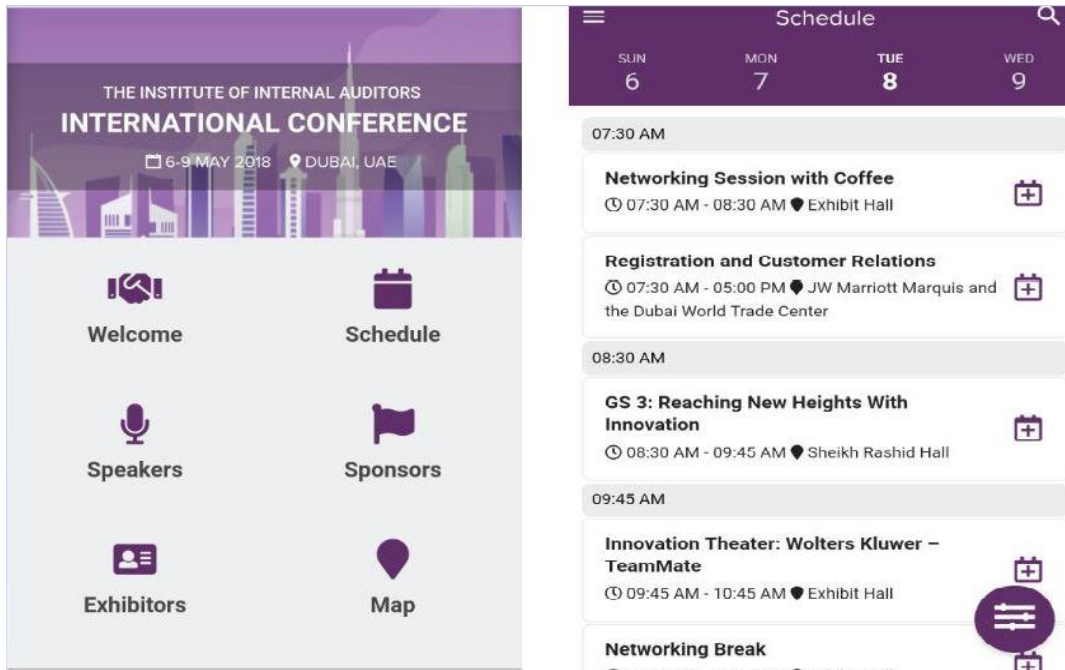 THE INSTITUTE OF INTERNAL AUDITORS
INTERNATIONAL CONFERENCE
6-9 MAY 2018 DUBAI, UAE
Welcome
Schedule
Speakers
Sponsors
Exhibitors
Map
Schedule
SUN
MON
TUE
WED
6
7
8
9
07:30 AM
Networking Session with Coffee
07:30 AM - 08:30 AM Exhibit Hall
Registration and Customer Relations
07:30 AM - 05:00 PM JW Marriott Marquis and
the Dubai World Trade Center
08:30 AM
GS 3: Reaching New Heights With
Innovation
08:30 AM - 09:45 AM Sheikh Rashid Hall
09:45 AM
Innovation Theater: Wolters Kluwer –
TeamMate
09:45 AM - 10:45 AM Exhibit Hall
Networking Break